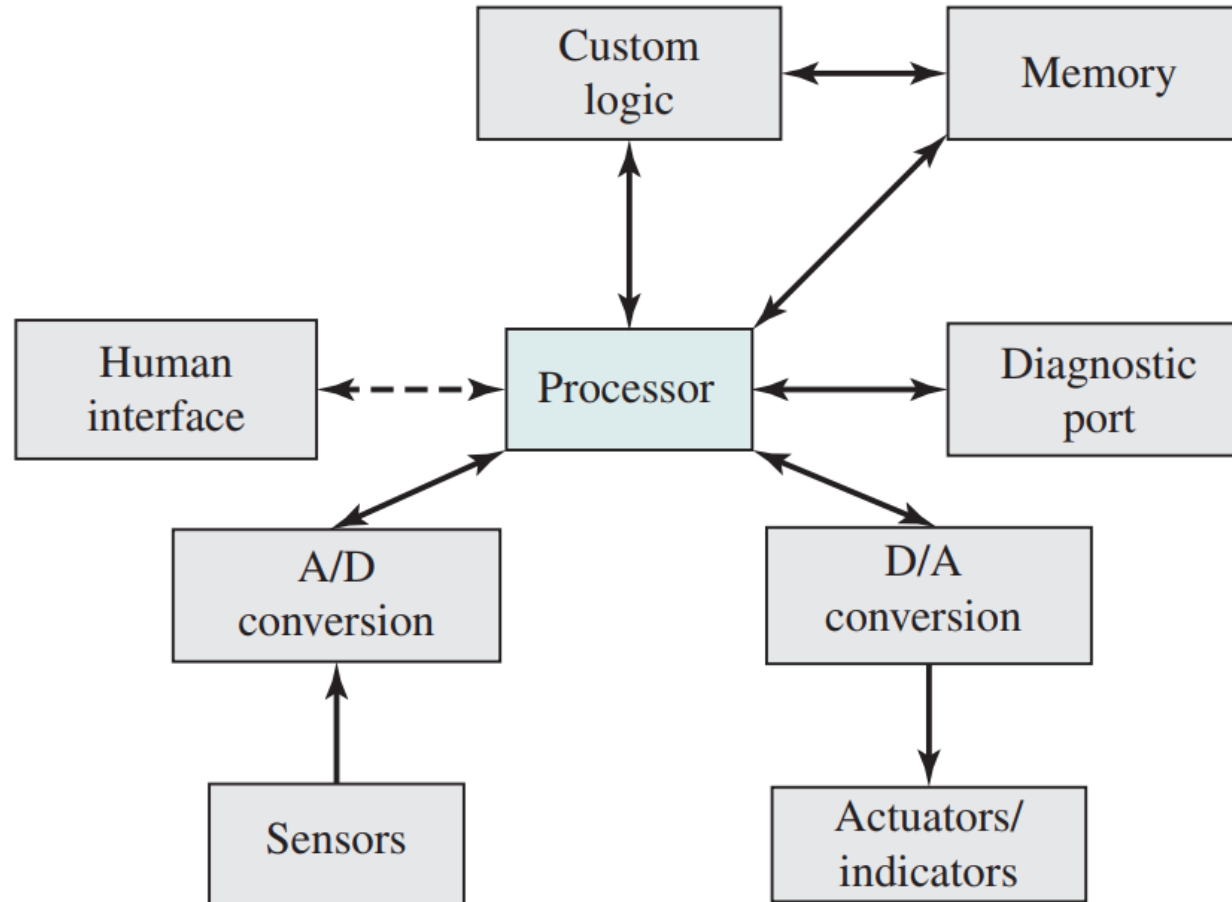 Custom
logic
Memory
Human
interface
Processor
Diagnostic
port
A/D
conversion
D/A
conversion
Sensors
Actuators/
indicators